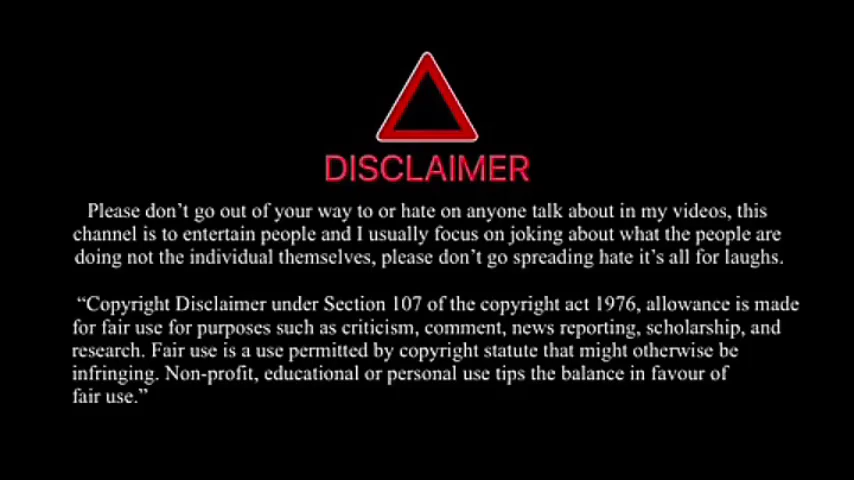 DISCLAIMER
Please don’t go out of your way to or hate on anyone talk about in my videos, this
channel is to entertain people and I usually focus on joking about what the people are
doing not the individual themselves, please don’t go spreading hate it’s all for laughs.
“Copyright Disclaimer under Section 107 of the copyright act 1976, allowance is made
for fair use for purposes such as criticism, comment, news reporting, scholarship, and
research. Fair use is a use permitted by copyright statute that might otherwise be
infringing. Non-profit, educational or personal use tips the balance in favour of
fair use.”